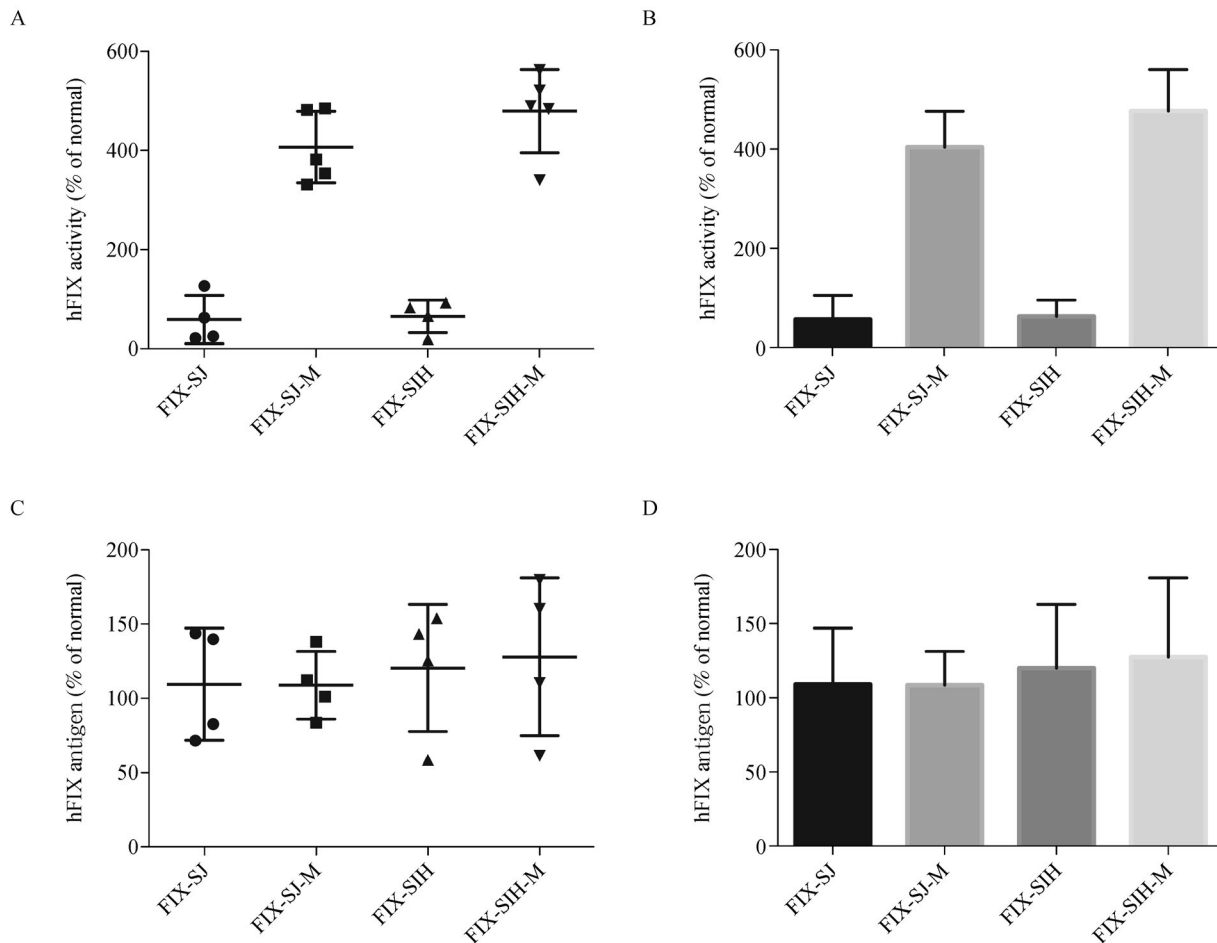 A
hFIX activity (% of normal)
600
400
200
0
FIX-SJ
FIX-SJ-M
FIX-SIH
FIX-SIH-M
B
hFIX activity (% of normal)
600
400
200
0
FIX-SJ
FIX-SJ-M
FIX-SIH
FIX-SIH-M
C
hFIX antigen (% of normal)
200
150
100
50
0
FIX-SJ
FIX-SJ-M
FIX-SIH
FIX-SIH-M
D
hFIX antigen (% of normal)
200
150
100
50
0
FIX-SJ
FIX-SJ-M
FIX-SIH
FIX-SIH-M